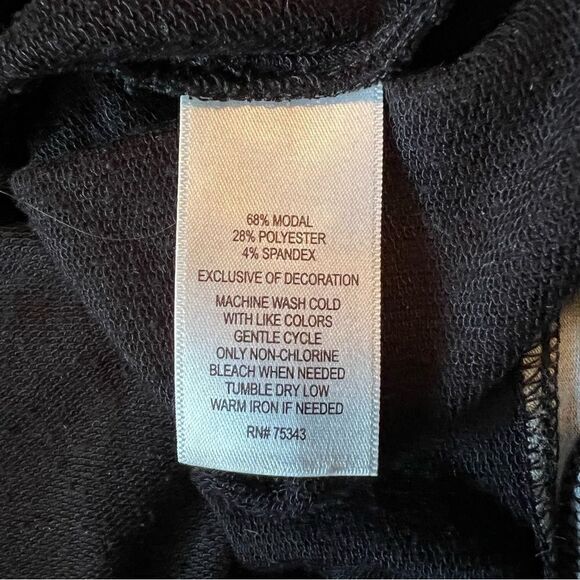 68% MODAL
28% POLYESTER
4% SPANDEX
EXCLUSIVE OF DECORATION
MACHINE WASH COLD
WITH LIKE COLORS
GENTLE CYCLE
ONLY NON-CHLORINE
BLEACH WHEN NEEDED
TUMBLE DRY LOW
WARM IRON IF NEEDED
RN# 75343